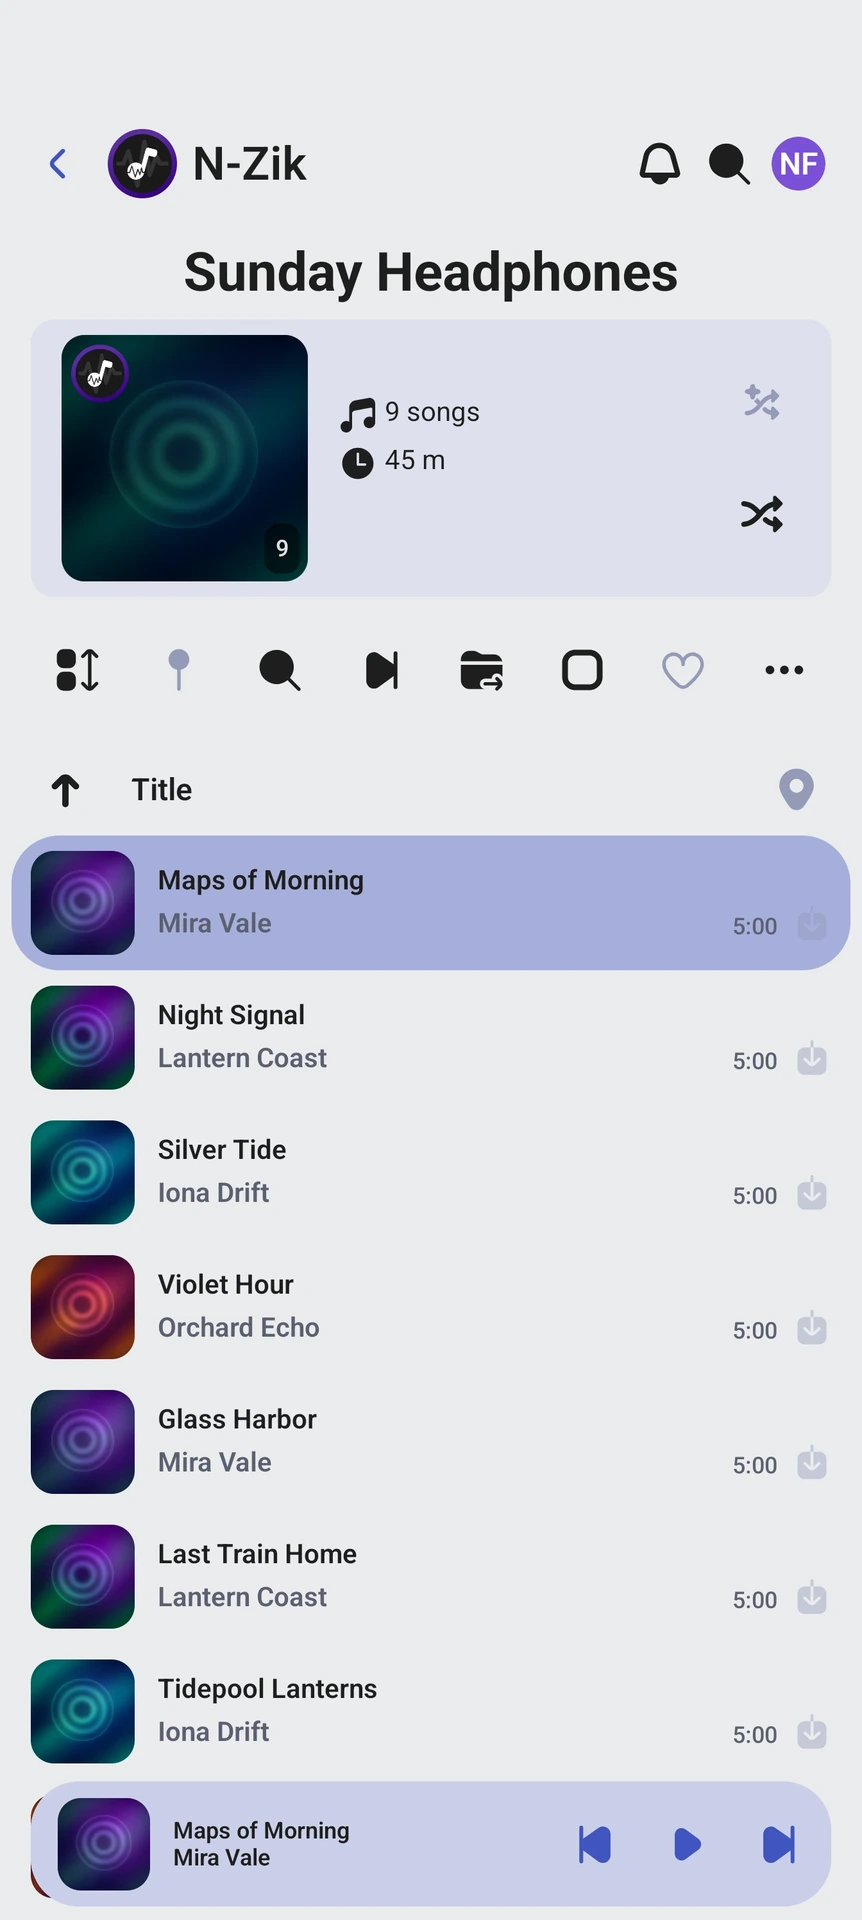 N-Zik
NF
Sunday Headphones
9 songs
45 m
9
Title
Maps of Morning
Mira Vale
5:00
Night Signal
Lantern Coast
5:00
Silver Tide
Iona Drift
5:00
Violet Hour
Orchard Echo
5:00
Glass Harbor
Mira Vale
5:00
Last Train Home
Lantern Coast
5:00
Tidepool Lanterns
Iona Drift
5:00
Maps of Morning
Mira Vale